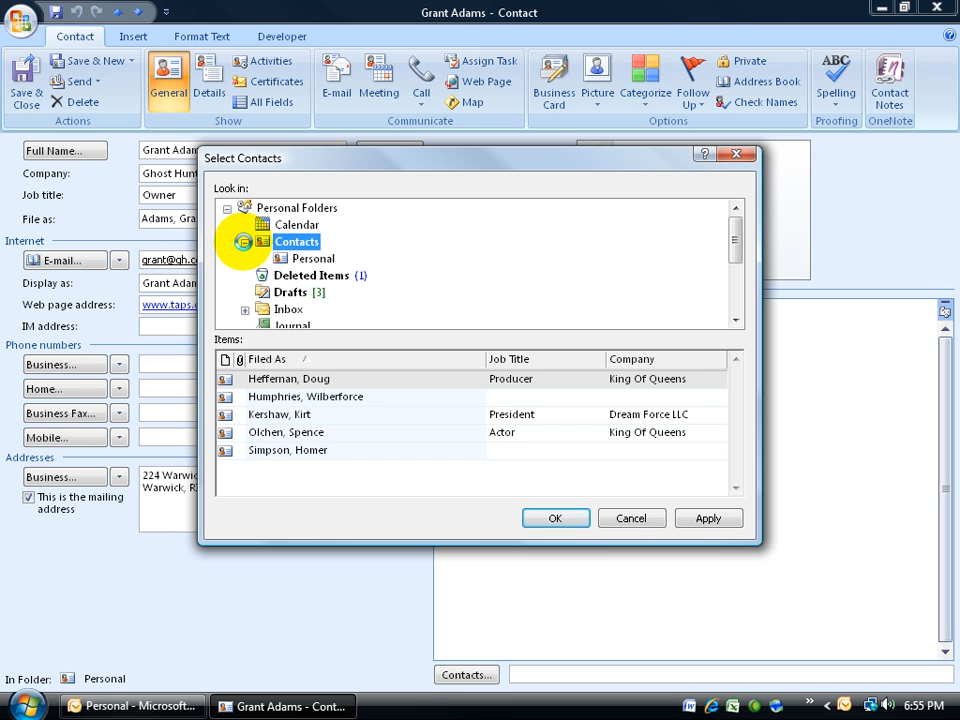 Grant Adams - Contact
Contact Insert Format Text Developer
Save & Close
Save & New
Send
Delete
Actions
General
Details
Activities
Certificates
All Fields
Show
E-mail
Meeting
Call
Assign Task
Web Page
Map
Communicate
Business Card
Picture
Categorize
Follow Up
Private
Address Book
Check Names
Options
Spelling
Proofing
Contact Notes
OneNote
Full Name... Grant Adam
Company: Ghost Hunt
Job title: Owner
File as: Adams, Gra
Internet
E-mail... grant@gh.c
Display as: Grant Adam
Web page address: www.taps.
IM address:
Phone numbers
Business...
Home...
Business Fax...
Mobile...
Addresses
Business... 224 Warwi
Warwick, R
This is the mailing
address
Select Contacts
Look in:
Personal Folders
Calendar
Contacts
Personal
Deleted Items (1)
Drafts [3]
Inbox
Journal
Items:
Filed As Job Title Company
Heffernan, Doug Producer King Of Queens
Humphries, Wilberforce
Kershaw, Kirt President Dream Force LLC
Olchen, Spence Actor King Of Queens
Simpson, Homer
OK Cancel Apply
Contacts...
In Folder: Personal
Personal - Microsoft... Grant Adams - Cont... 6:55 PM